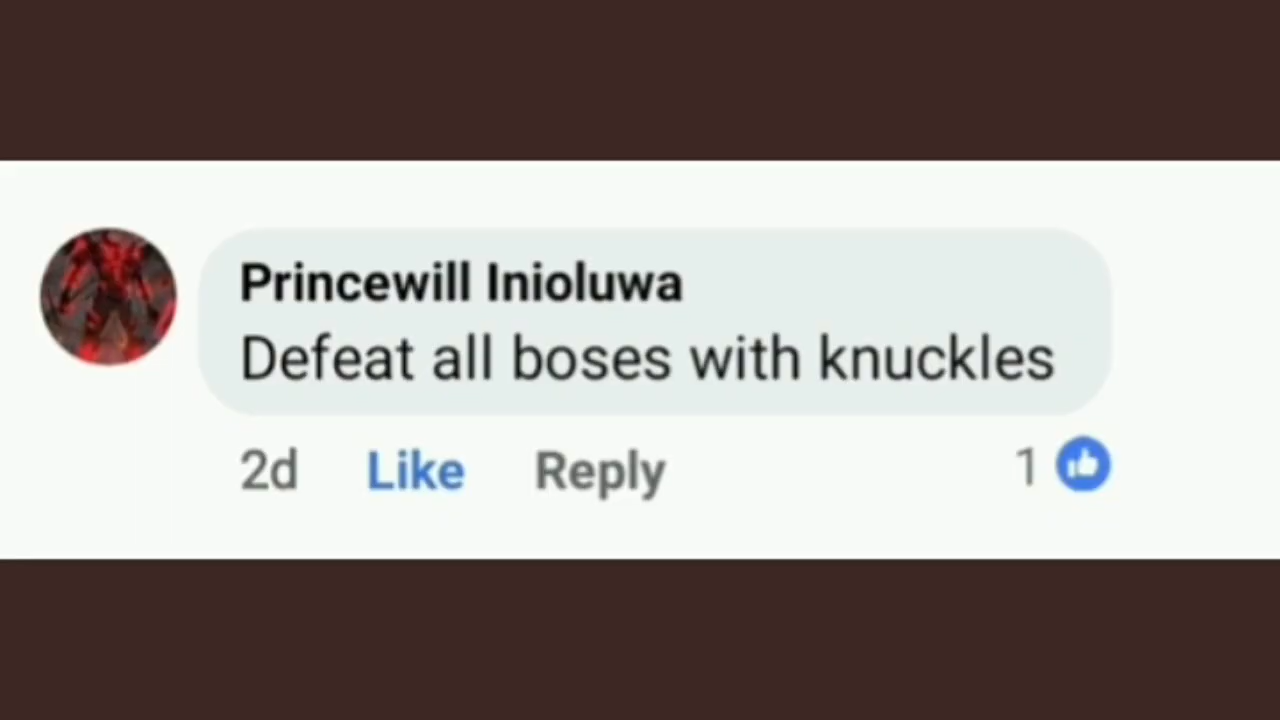 Princewill Inioluwa
Defeat all boses with knuckles
2d Like Reply 1